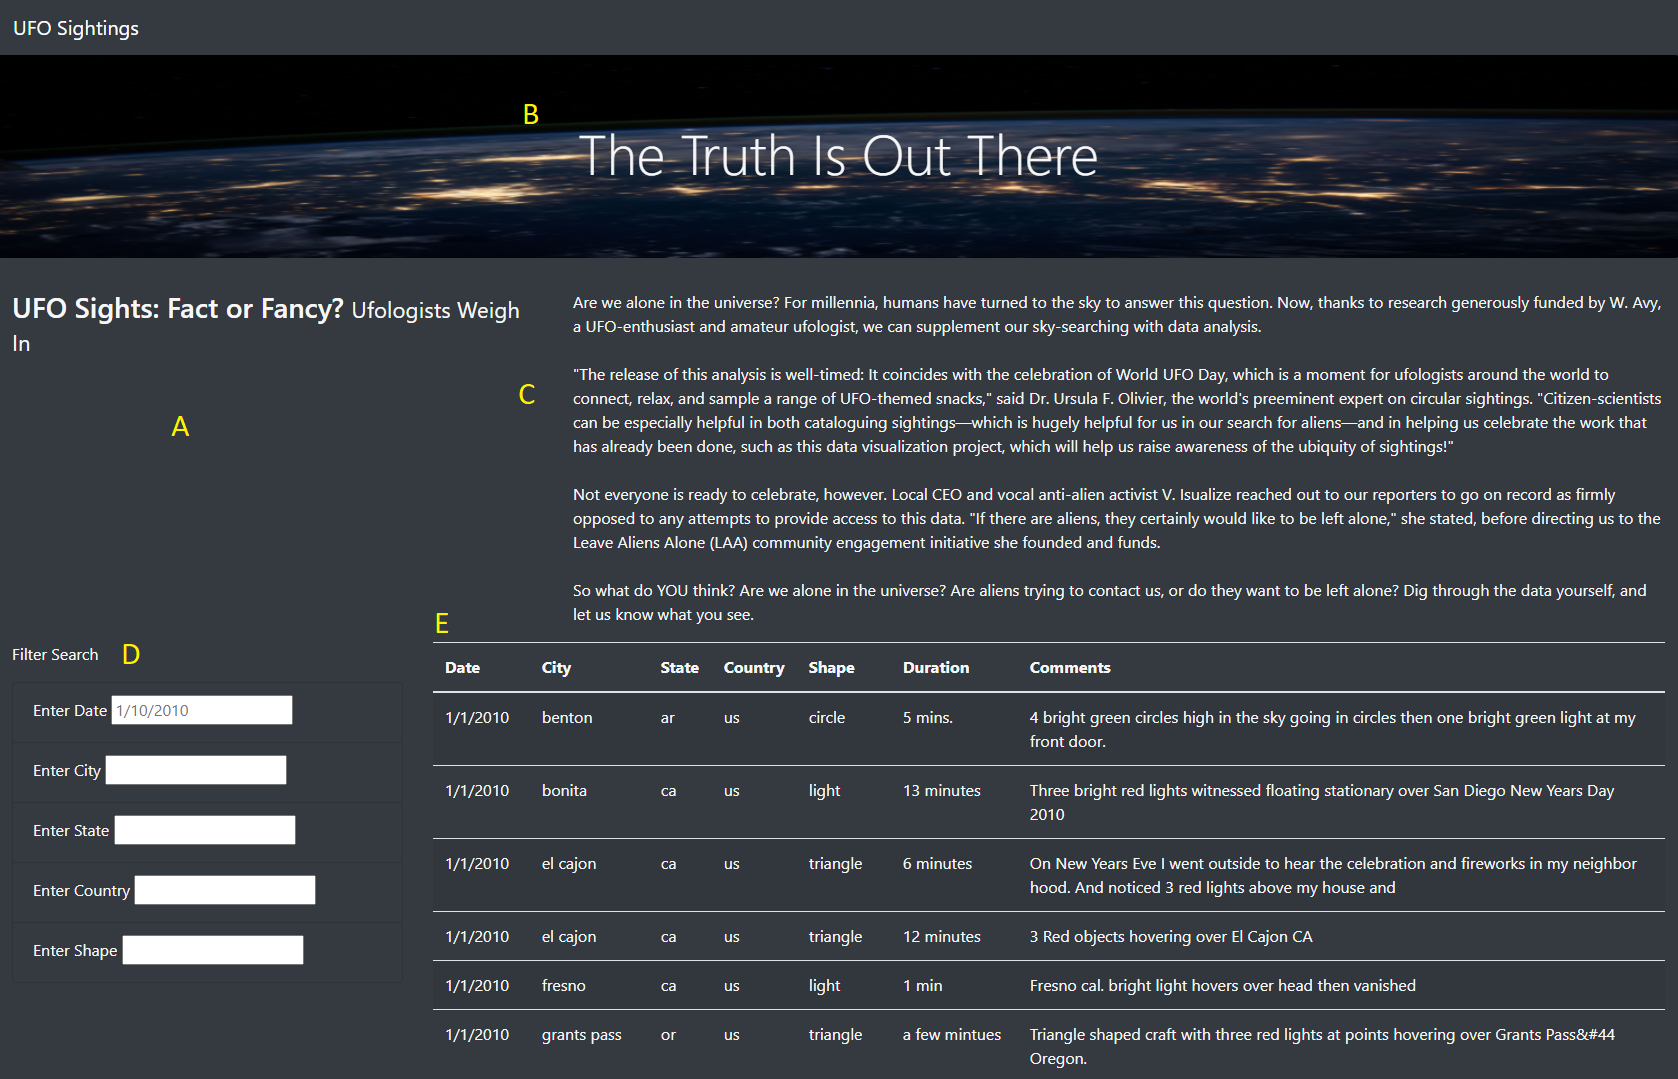 UFO Sightings
B
The Truth Is Out There
UFO Sights: Fact or Fancy? Ufologists Weigh
In
A
C
Are we alone in the universe? For millennia, humans have turned to the sky to answer this question. Now, thanks to research generously funded by W. Avy,
a UFO-enthusiast and amateur ufologist, we can supplement our sky-searching with data analysis.
"The release of this analysis is well-timed: It coincides with the celebration of World UFO Day, which is a moment for ufologists around the world to
connect, relax, and sample a range of UFO-themed snacks," said Dr. Ursula F. Olivier, the world's preeminent expert on circular sightings. "Citizen-scientists
can be especially helpful in both cataloguing sightings—which is hugely helpful for us in our search for aliens—and in helping us celebrate the work that
has already been done, such as this data visualization project, which will help us raise awareness of the ubiquity of sightings!"
Not everyone is ready to celebrate, however. Local CEO and vocal anti-alien activist V. Isualize reached out to our reporters to go on record as firmly
opposed to any attempts to provide access to this data. "If there are aliens, they certainly would like to be left alone," she stated, before directing us to the
Leave Aliens Alone (LAA) community engagement initiative she founded and funds.
So what do YOU think? Are we alone in the universe? Are aliens trying to contact us, or do they want to be left alone? Dig through the data yourself, and
let us know what you see.
Filter Search D
Enter Date 1/10/2010
Enter City
Enter State
Enter Country
Enter Shape
E
Date City State Country Shape Duration Comments
1/1/2010 benton ar us circle 5 mins. 4 bright green circles high in the sky going in circles then one bright green light at my
front door.
1/1/2010 bonita ca us light 13 minutes Three bright red lights witnessed floating stationary over San Diego New Years Day
2010
1/1/2010 el cajon ca us triangle 6 minutes On New Years Eve I went outside to hear the celebration and fireworks in my neighbor
hood. And noticed 3 red lights above my house and
1/1/2010 el cajon ca us triangle 12 minutes 3 Red objects hovering over El Cajon CA
1/1/2010 fresno ca us light 1 min Fresno cal. bright light hovers over head then vanished
1/1/2010 grants pass or us triangle a few mintues Triangle shaped craft with three red lights at points hovering over Grants Pass&#44
Oregon.